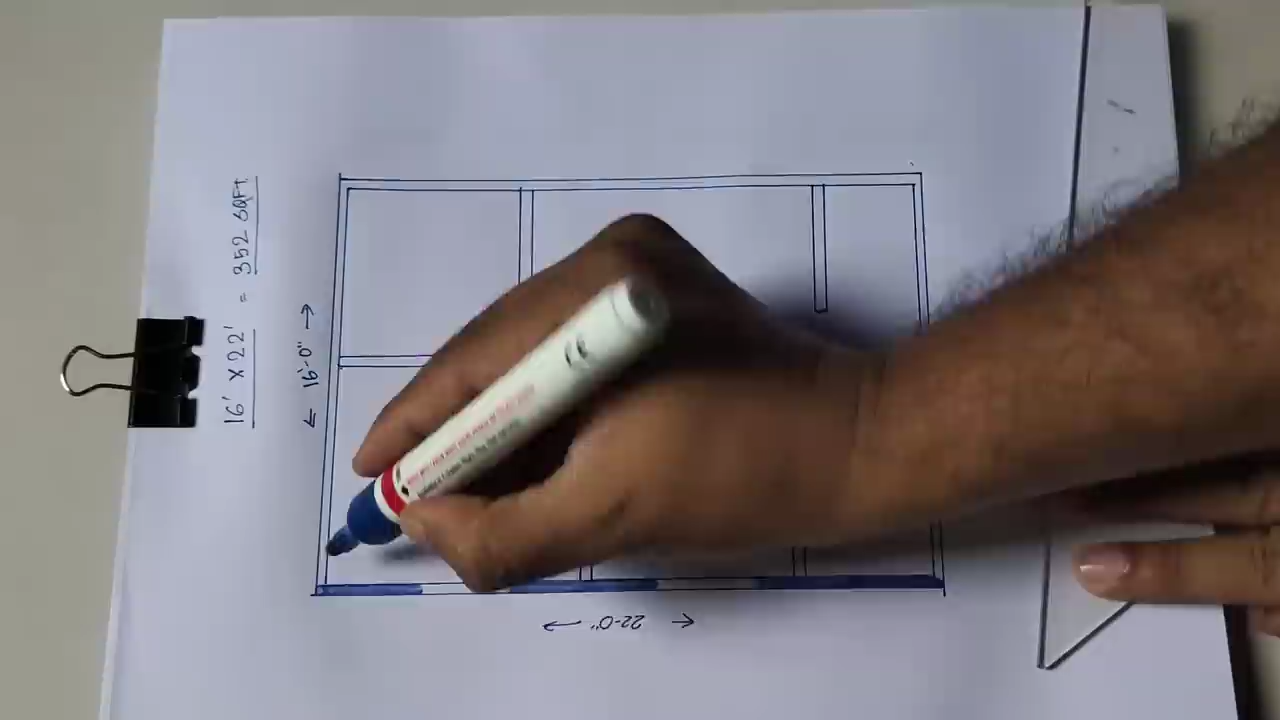 16' X 22' = 352 SQFT
← 16'-0" →
← 22-0" →